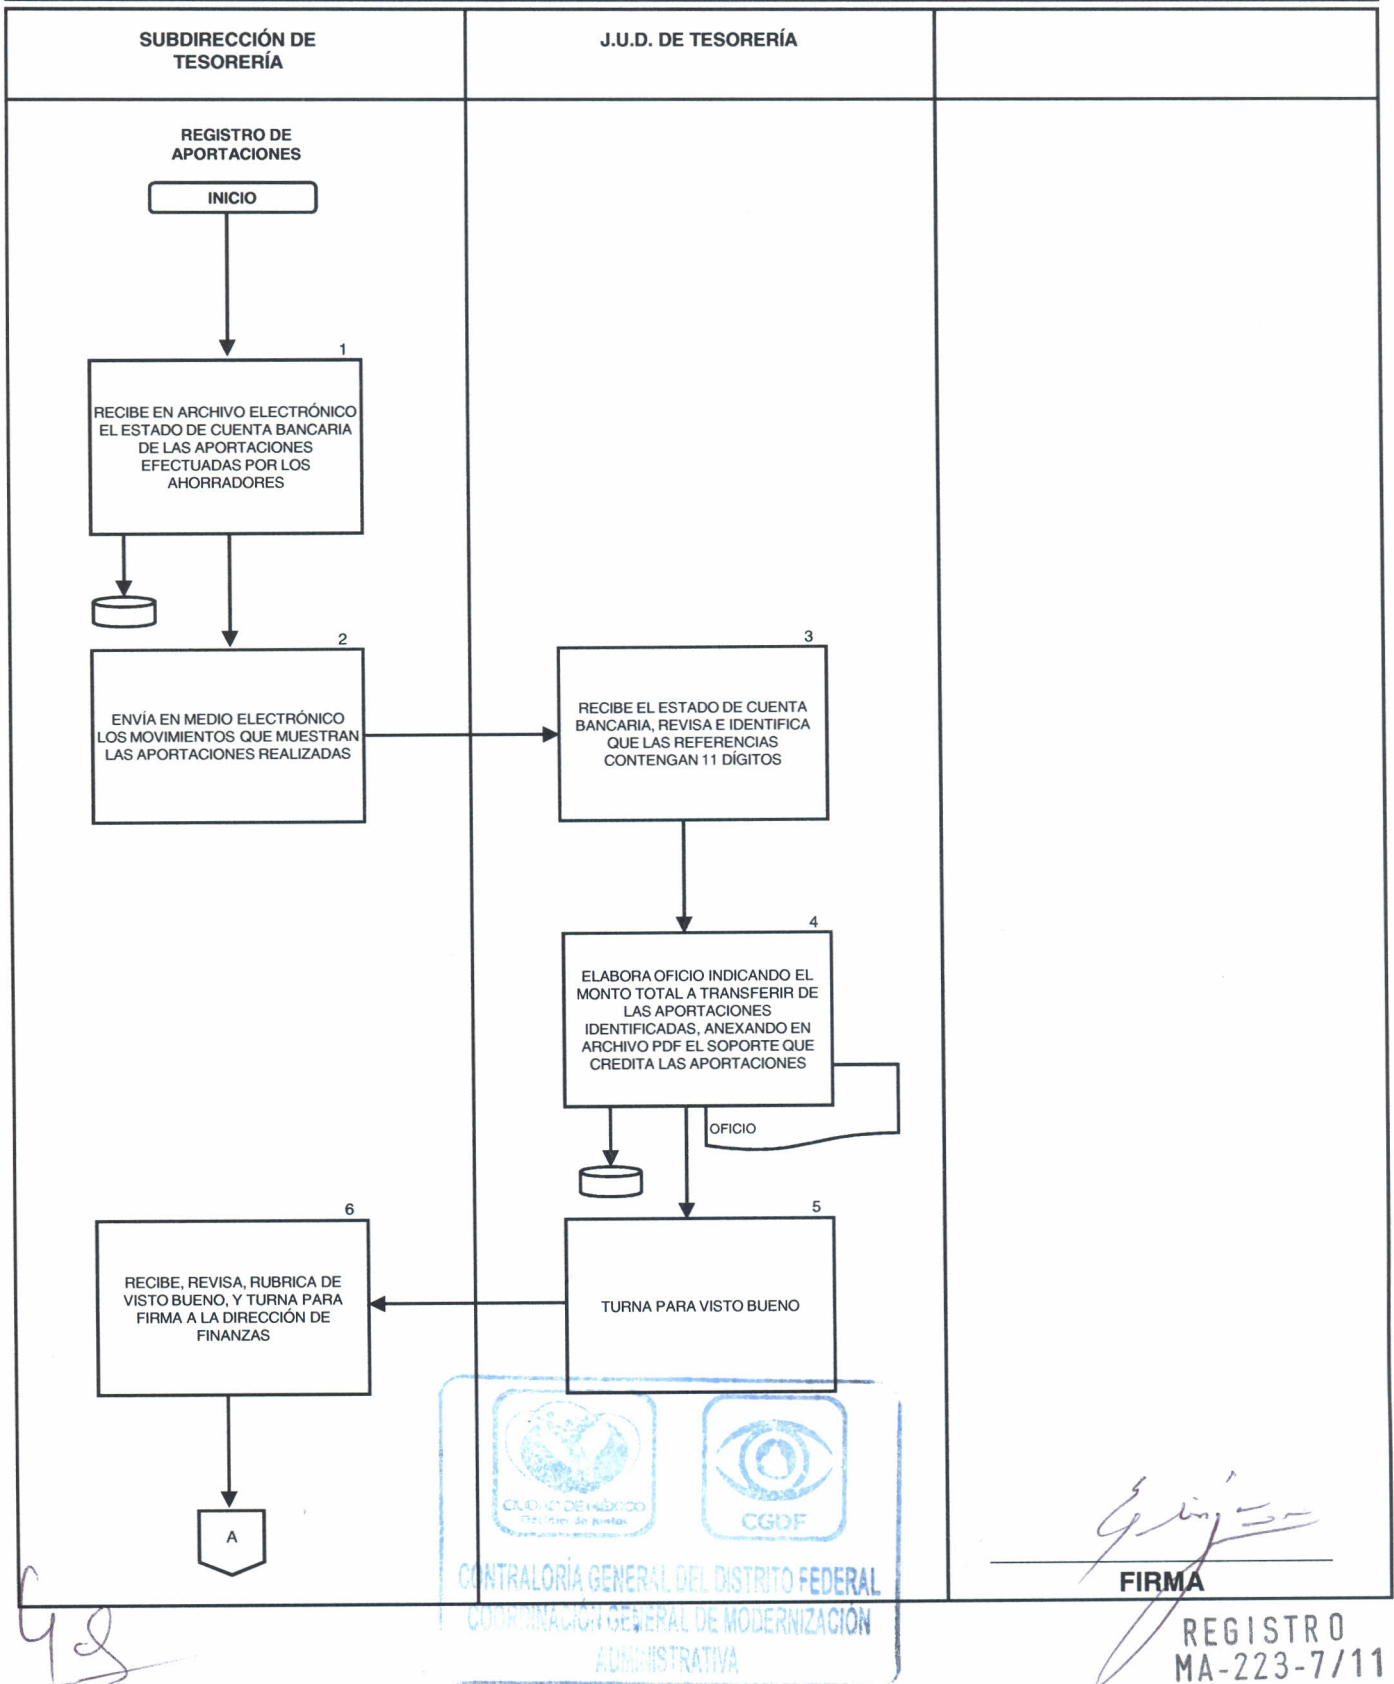 SUBDIRECCIÓN DE
TESORERÍA
J.U.D. DE TESORERÍA
REGISTRO DE
APORTACIONES
INICIO
1
RECIBE EN ARCHIVO ELECTRÓNICO
EL ESTADO DE CUENTA BANCARIA
DE LAS APORTACIONES
EFECTUADAS POR LOS
AHORRADORES
2
ENVÍA EN MEDIO ELECTRÓNICO
LOS MOVIMIENTOS QUE MUESTRAN
LAS APORTACIONES REALIZADAS
3
RECIBE EL ESTADO DE CUENTA
BANCARIA, REVISA E IDENTIFICA
QUE LAS REFERENCIAS
CONTENGAN 11 DÍGITOS
4
ELABORA OFICIO INDICANDO EL
MONTO TOTAL A TRANSFERIR DE
LAS APORTACIONES
IDENTIFICADAS, ANEXANDO EN
ARCHIVO PDF EL SOPORTE QUE
CREDITA LAS APORTACIONES
OFICIO
5
TURNA PARA VISTO BUENO
6
RECIBE, REVISA, RUBRICA DE
VISTO BUENO, Y TURNA PARA
FIRMA A LA DIRECCIÓN DE
FINANZAS
A
CIUDAD DE MÉXICO
Decidimos juntos
CGDF
CONTRALORÍA GENERAL DEL DISTRITO FEDERAL
COORDINACIÓN GENERAL DE MODERNIZACIÓN
ADMINISTRATIVA
FIRMA
REGISTRO
MA-223-7/11